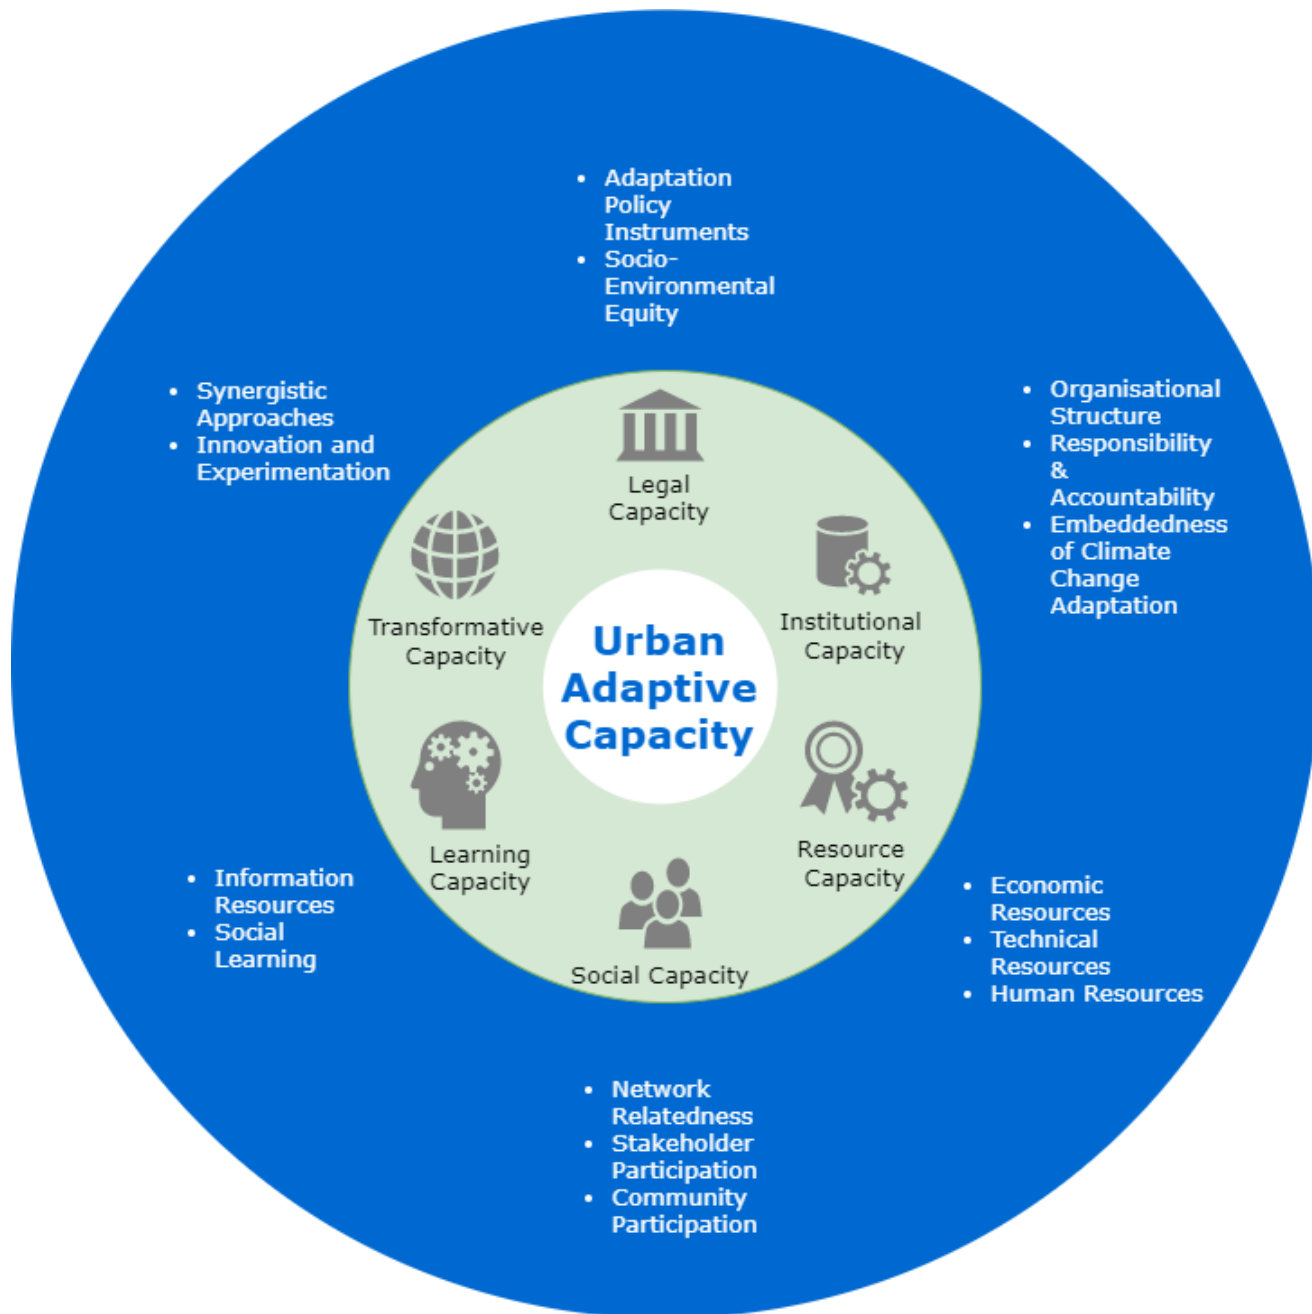 • Adaptation
Policy
Instruments
• Socio-
Environmental
Equity
• Synergistic
Approaches
• Innovation and
Experimentation
• Organisational
Structure
• Responsibility
&
Accountability
• Embeddedness
of Climate
Change
Adaptation
Legal
Capacity
Transformative
Capacity
Institutional
Capacity
Urban
Adaptive
Capacity
Learning
Capacity
Resource
Capacity
Social Capacity
• Information
Resources
• Social
Learning
• Economic
Resources
• Technical
Resources
• Human Resources
• Network
Relatedness
• Stakeholder
Participation
• Community
Participation